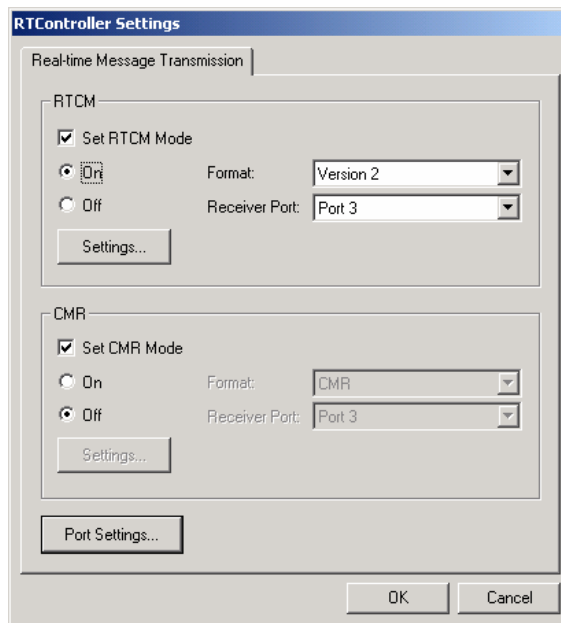 RTController Settings
Real-time Message Transmission
RTCM
Set RTCM Mode
On Format: Version 2
Off Receiver Port: Port 3
Settings...
CMR
Set CMR Mode
On Format: CMR
Off Receiver Port: Port 3
Settings...
Port Settings...
OK Cancel